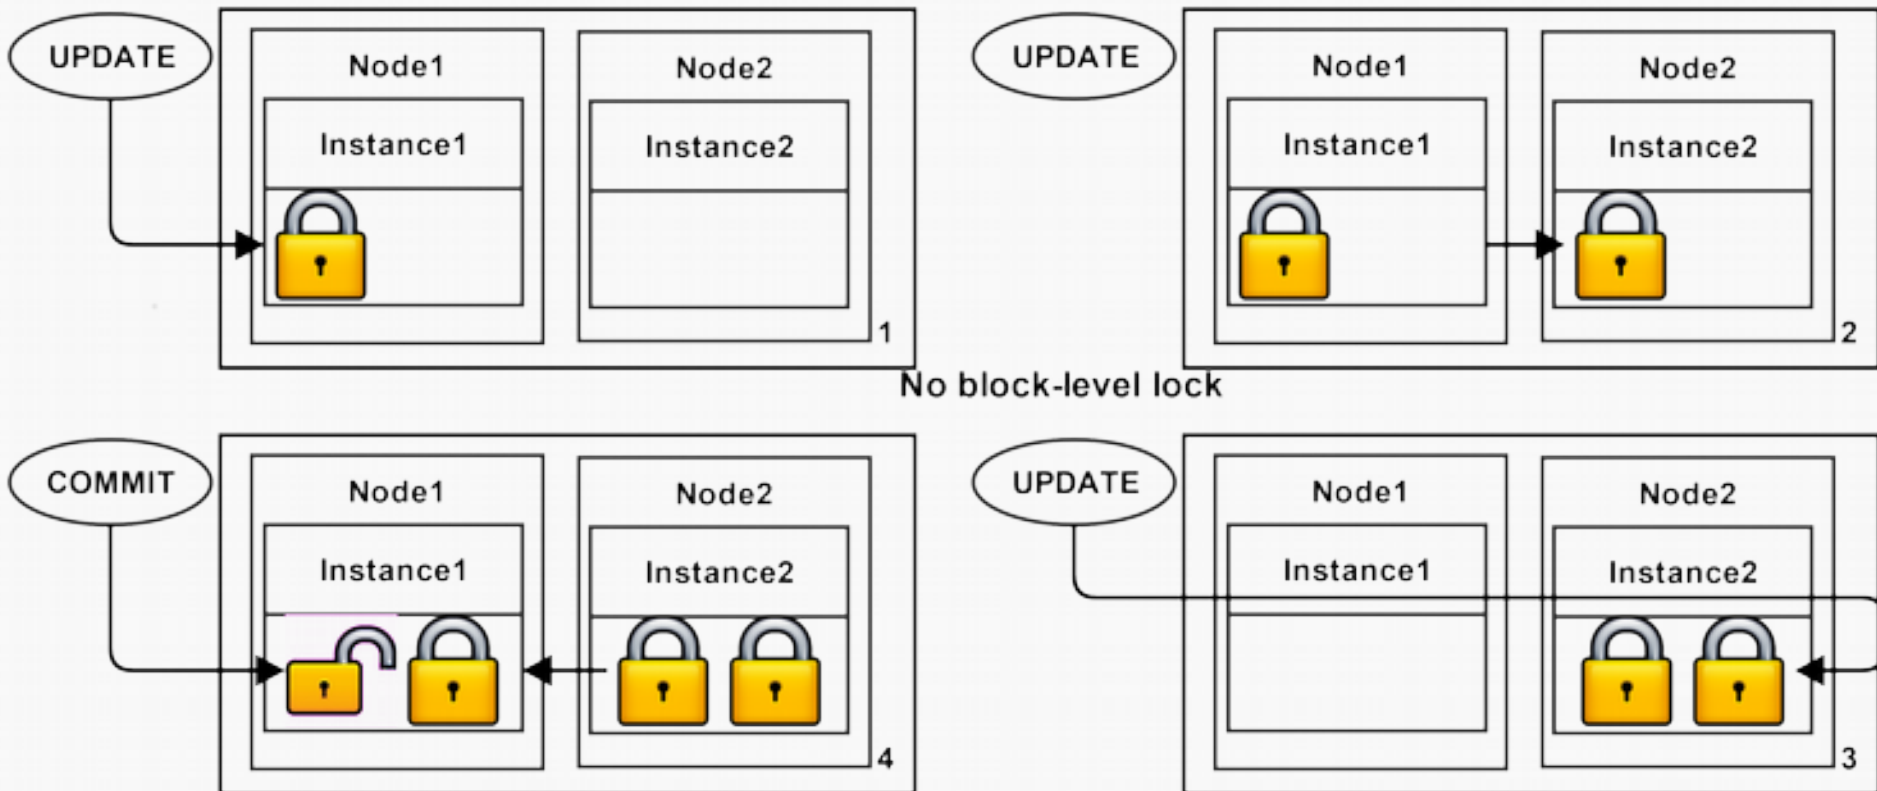 UPDATE
Node1
Node2
Instance1
Instance2
1
UPDATE
Node1
Node2
Instance1
Instance2
2
No block-level lock
COMMIT
Node1
Node2
Instance1
Instance2
4
UPDATE
Node1
Node2
Instance1
Instance2
3